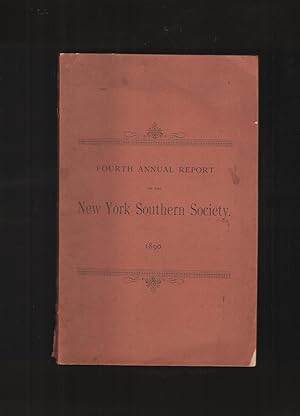 FOURTH ANNUAL REPORT
OF THE
New York Southern Society.
1890